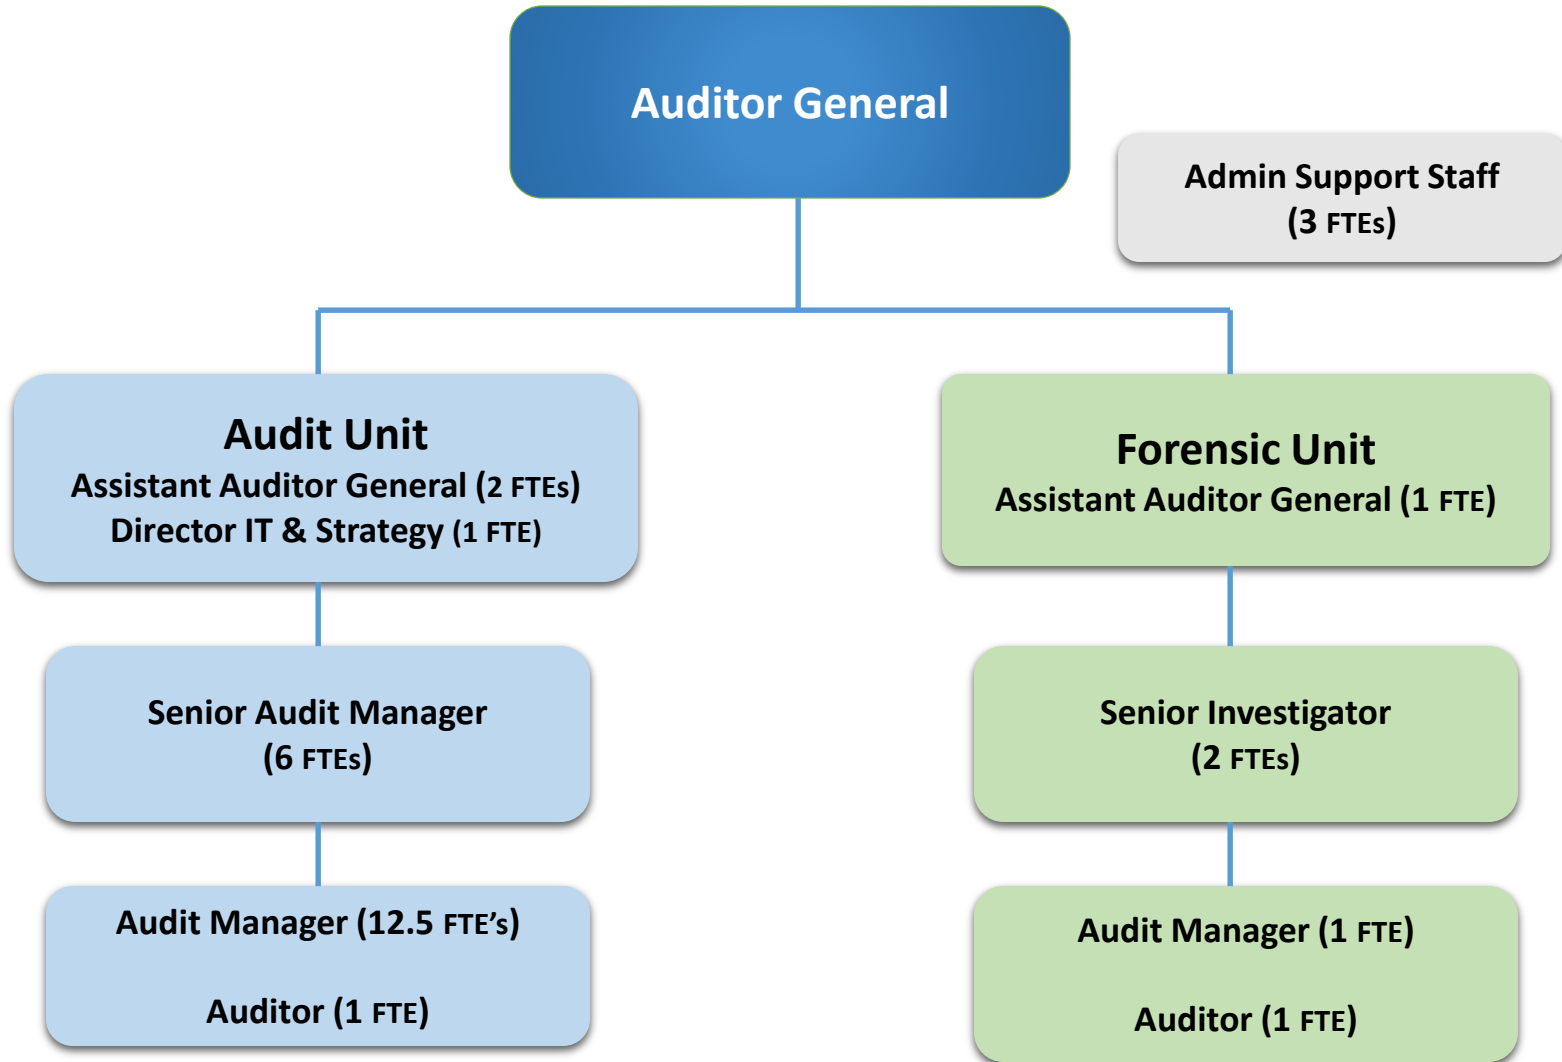 Auditor General
Admin Support Staff
(3 FTEs)
Audit Unit
Assistant Auditor General (2 FTEs)
Director IT & Strategy (1 FTE)
Forensic Unit
Assistant Auditor General (1 FTE)
Senior Audit Manager
(6 FTEs)
Senior Investigator
(2 FTEs)
Audit Manager (12.5 FTE’s)
Auditor (1 FTE)
Audit Manager (1 FTE)
Auditor (1 FTE)